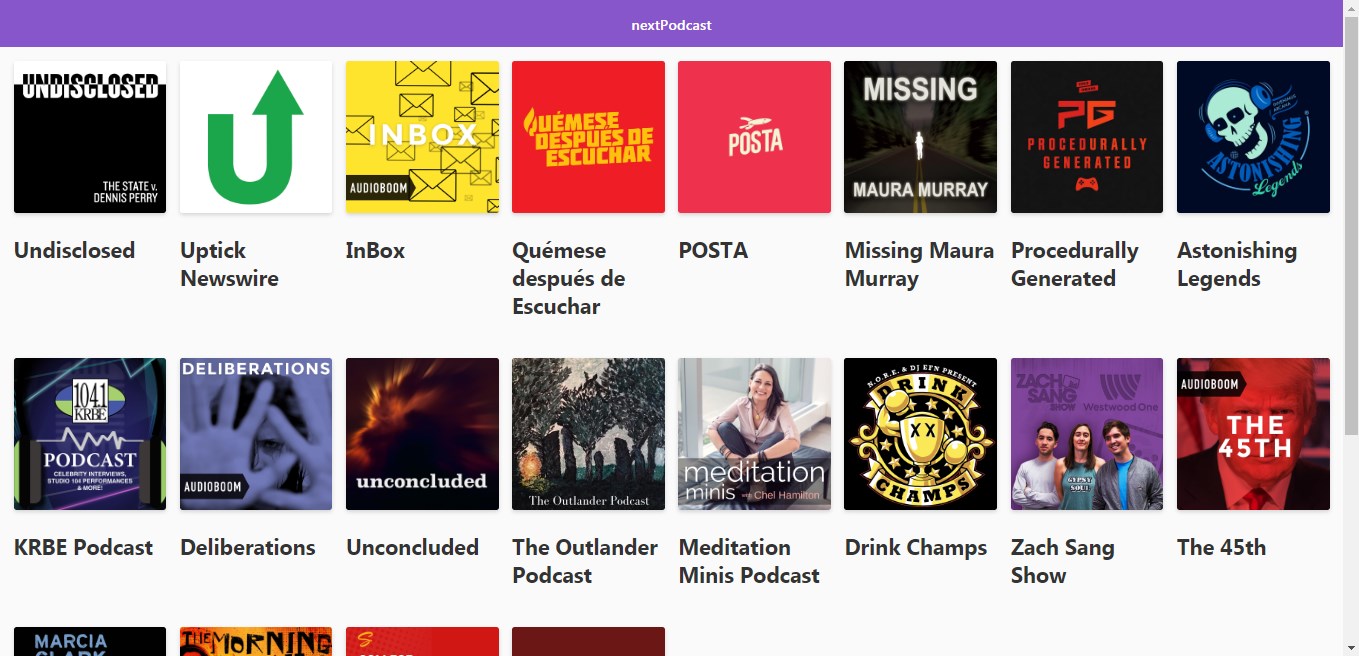 nextPodcast
UNDISCLOSED
THE STATE v.
DENNIS PERRY
INBOX
AUDIOBOOM
QUÉMESE
DESPUÉS DE
ESCUCHAR
POSTA
MISSING
MAURA MURRAY
PG
PROCEDURALLY
GENERATED
ASTONISHING
Legends
Undisclosed
Uptick
Newswire
InBox
Quémese
después de
Escuchar
POSTA
Missing Maura
Murray
Procedurally
Generated
Astonishing
Legends
104.1
KRBE
PODCAST
CELEBRITY INTERVIEWS,
STUDIO 104 PERFORMANCES
& MORE!
DELIBERATIONS
AUDIOBOOM
unconcluded
The Outlander Podcast
meditation
minis with Chel Hamilton
N.O.R.E. & DJ EFN PRESENT
DRINK
CHAMPS
ZACH
SANG
SHOW
Westwood One
GYPSY
SOUL
AUDIOBOOM
THE
45TH
KRBE Podcast
Deliberations
Unconcluded
The Outlander
Podcast
Meditation
Minis Podcast
Drink Champs
Zach Sang
Show
The 45th
MARCIA
CLARK
THE MORNING